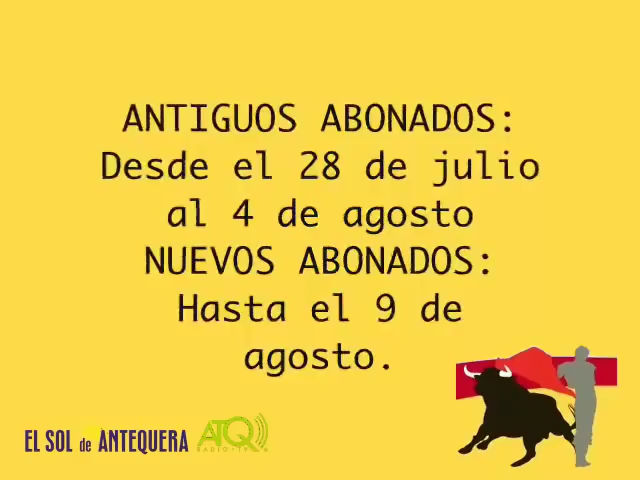 ANTIGUOS ABONADOS:
Desde el 28 de julio
al 4 de agosto
NUEVOS ABONADOS:
Hasta el 9 de
agosto.
EL SOL de ANTEQUERA
ATQ